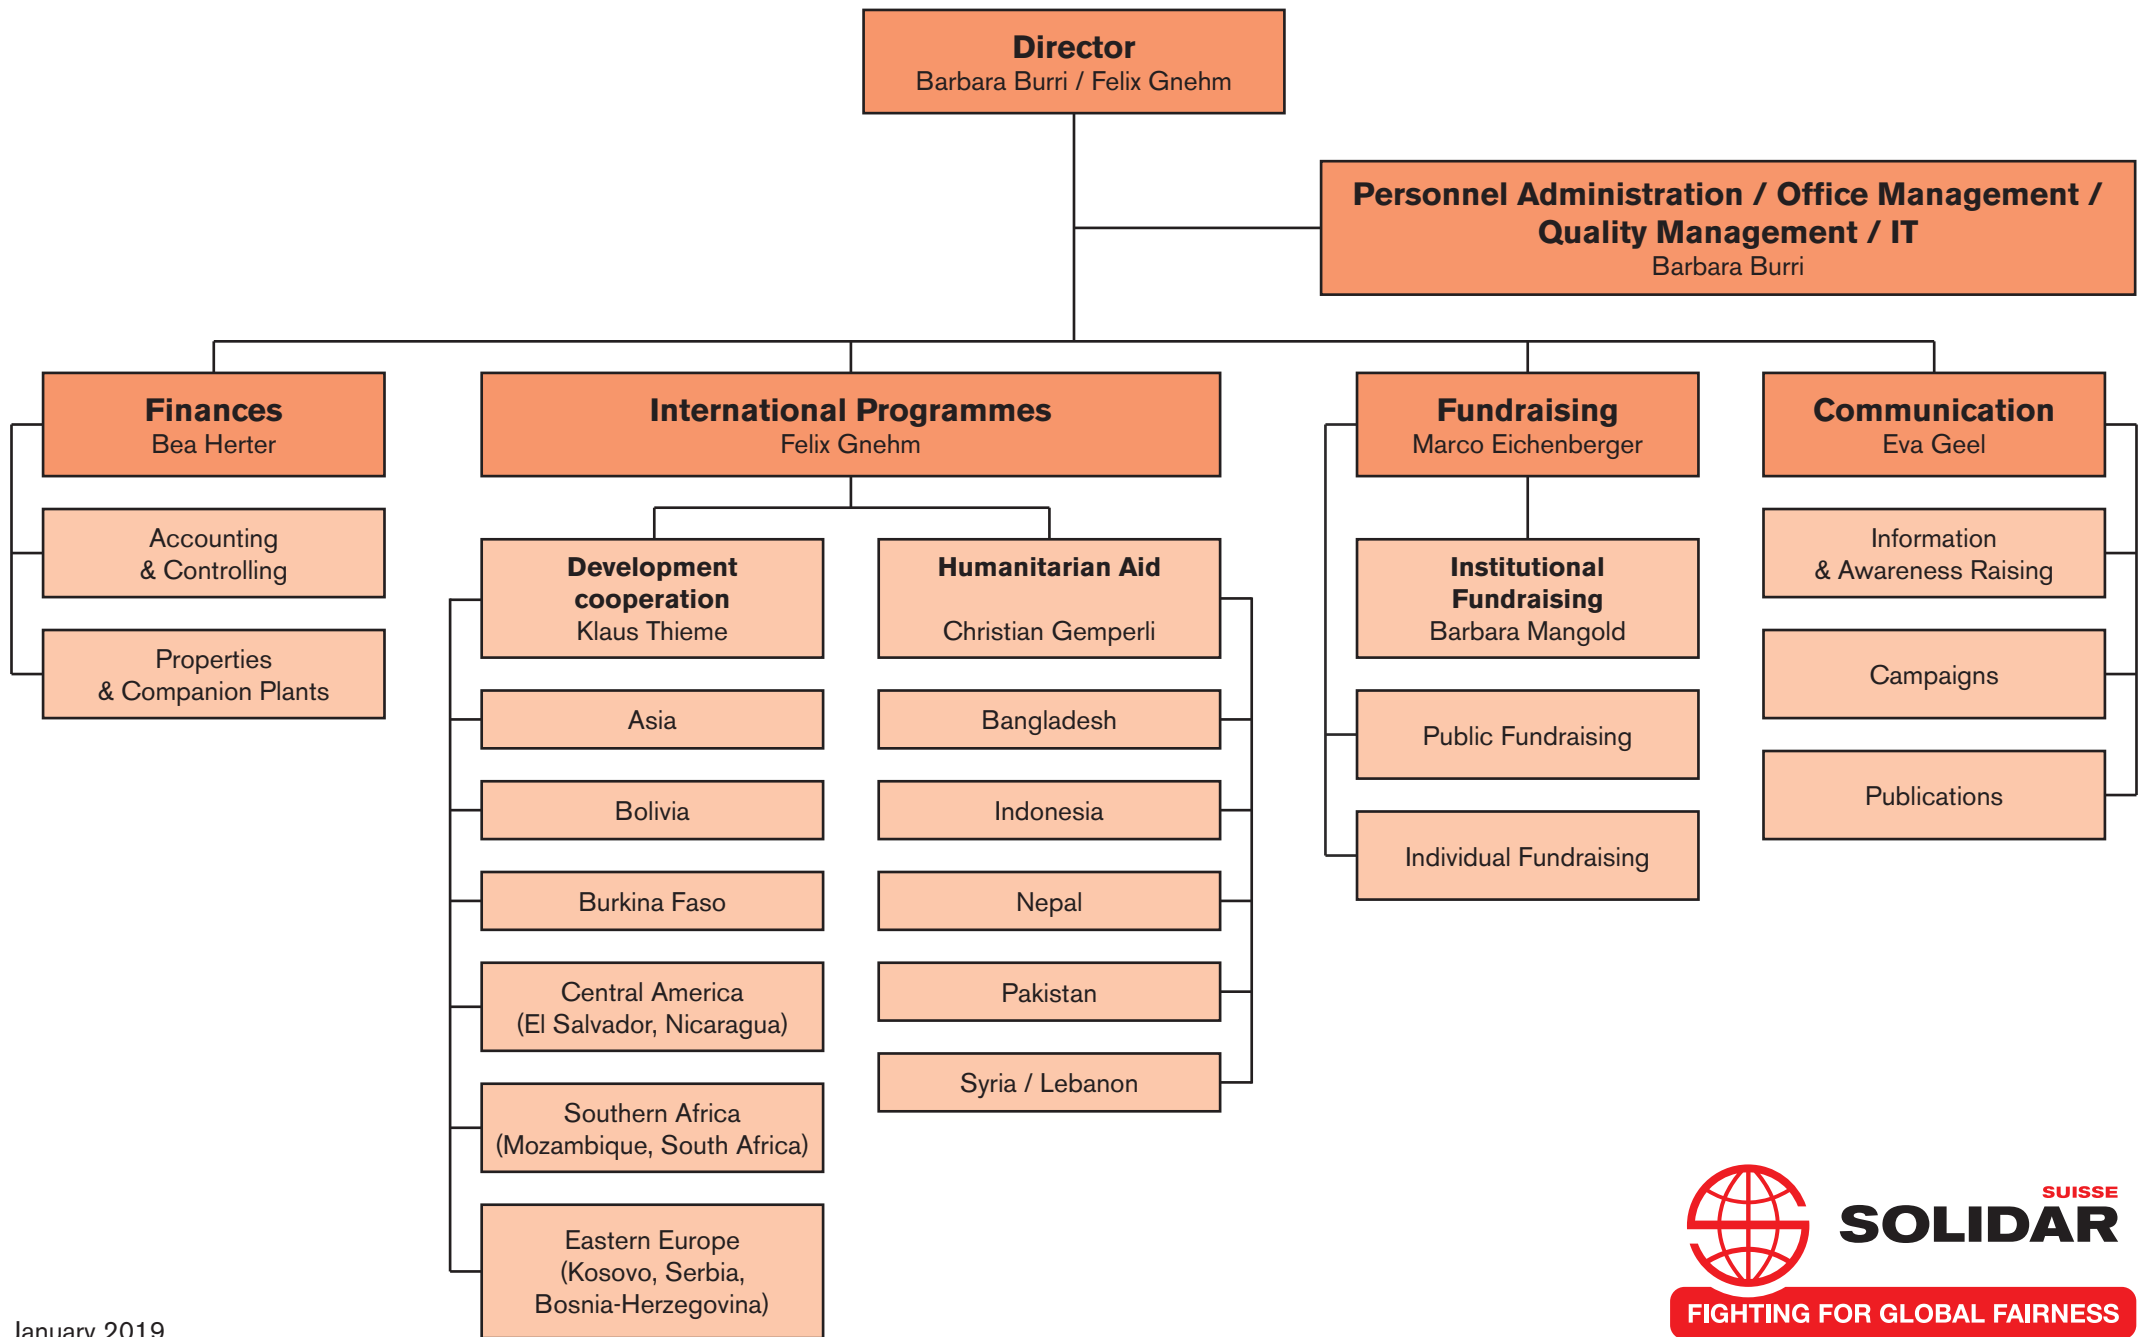 Director
Barbara Burri / Felix Gnehm
Personnel Administration / Office Management /
Quality Management / IT
Barbara Burri
Finances
Bea Herter
Accounting
& Controlling
Properties
& Companion Plants
International Programmes
Felix Gnehm
Development
cooperation
Klaus Thieme
Asia
Bolivia
Burkina Faso
Central America
(El Salvador, Nicaragua)
Southern Africa
(Mozambique, South Africa)
Eastern Europe
(Kosovo, Serbia,
Bosnia-Herzegovina)
Humanitarian Aid
Christian Gemperli
Bangladesh
Indonesia
Nepal
Pakistan
Syria / Lebanon
Fundraising
Marco Eichenberger
Institutional
Fundraising
Barbara Mangold
Public Fundraising
Individual Fundraising
Communication
Eva Geel
Information
& Awareness Raising
Campaigns
Publications
January 2019
SUISSE
SOLIDAR
FIGHTING FOR GLOBAL FAIRNESS